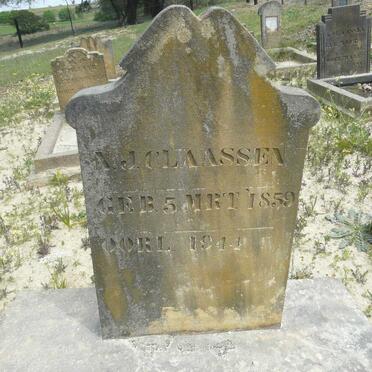 N.J. CLAASSEN
GEB 5 MRT 1859
OORL 1944